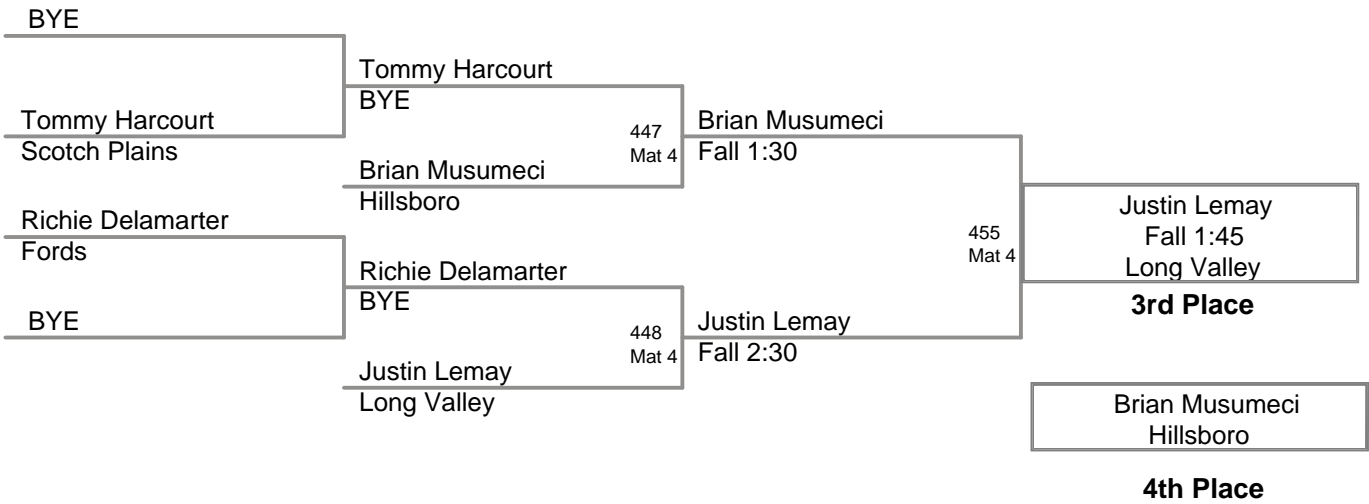 BYE
Tommy Harcourt
Scotch Plains
Richie Delamarter
Fords
BYE
Tommy Harcourt
BYE
447
Mat 4
Brian Musumeci
Hillsboro
Richie Delamarter
BYE
448
Mat 4
Justin Lemay
Long Valley
Brian Musumeci
Fall 1:30
455
Mat 4
Justin Lemay
Fall 2:30
Justin Lemay
Fall 1:45
Long Valley
3rd Place
Brian Musumeci
Hillsboro
4th Place